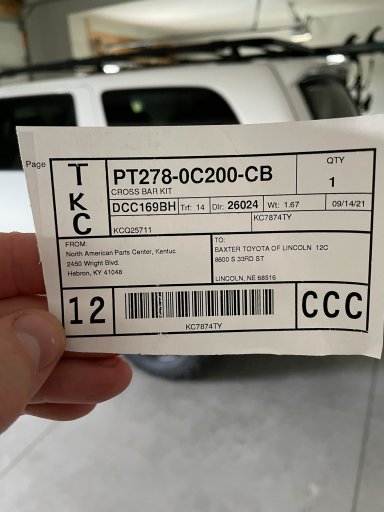 Page
TKC
PT278-0C200-CB
CROSS BAR KIT
QTY
1
DCC169BH Trf: 14 Dlr: 26024 Wt: 1.67 09/14/21
KCQ25711 KC7874TY
FROM:
North American Parts Center, Kentuc
2450 Wright Blvd.
Hebron, KY 41048
TO:
BAXTER TOYOTA OF LINCOLN 12C
8600 S 33RD ST
LINCOLN, NE 68516
12
KC7874TY
CCC